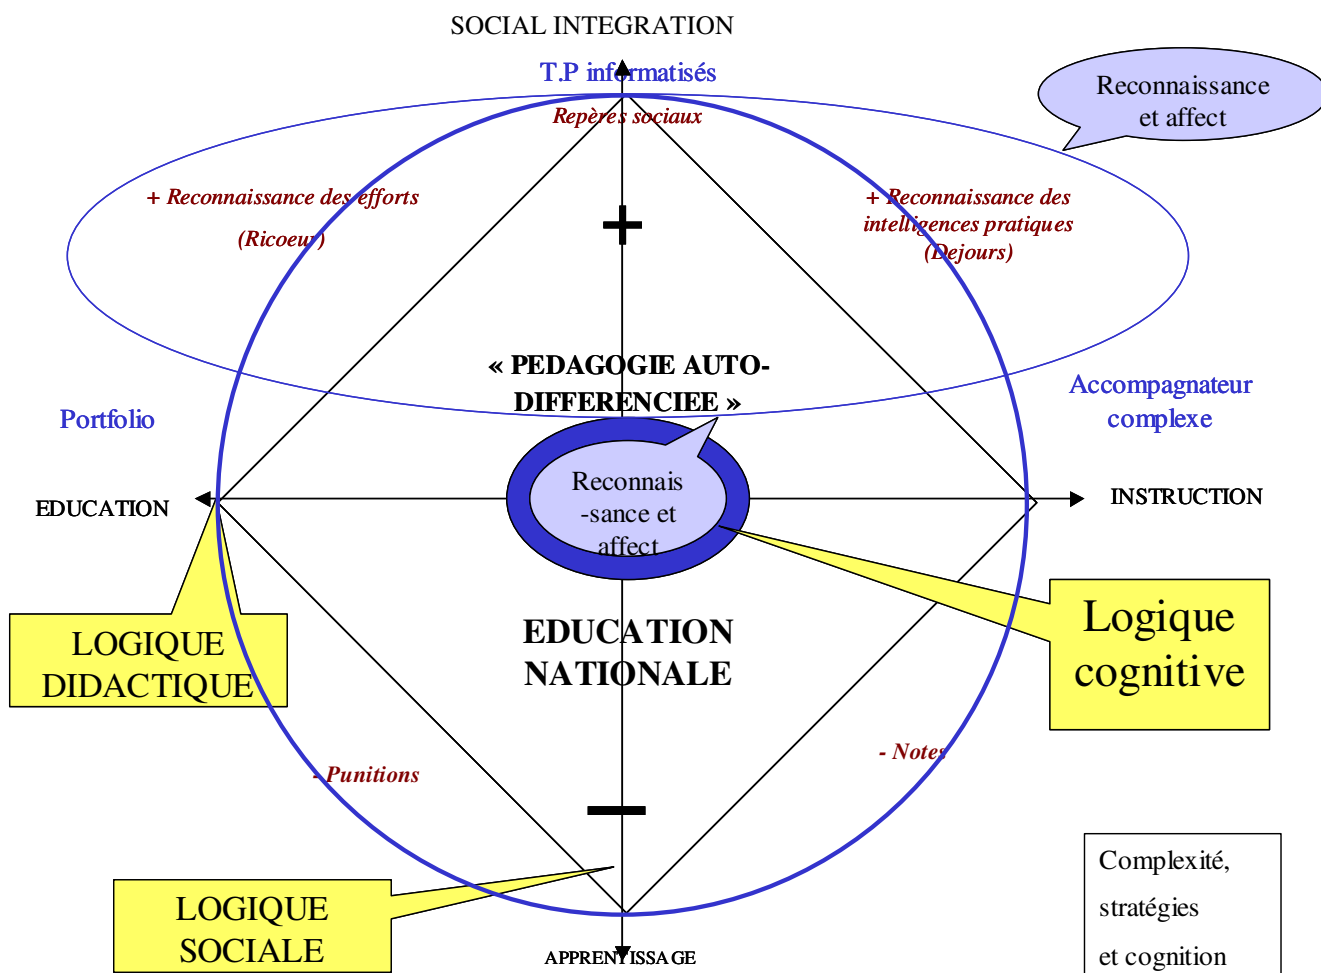 SOCIAL INTEGRATION
T.P informatisés
Reconnaissance
et affect
Repères sociaux
+ Reconnaissance des efforts
(Ricoeur)
+ Reconnaissance des
intelligences pratiques
(Dejours)
+
« PEDAGOGIE AUTO-
DIFFERENCIEE »
Portfolio
Accompagnateur
complexe
Reconnais
-sance et
affect
EDUCATION
INSTRUCTION
LOGIQUE
DIDACTIQUE
EDUCATION
NATIONALE
Logique
cognitive
- Punitions
- Notes
—
LOGIQUE
SOCIALE
APPRENTISSAGE
Complexité,
stratégies
et cognition